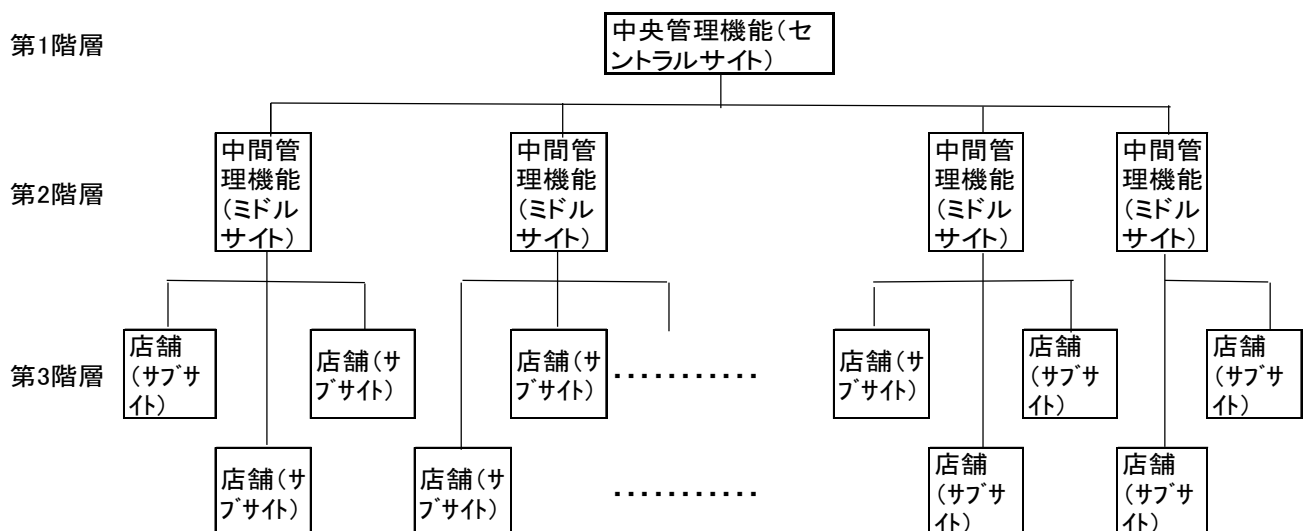 第1階層
中央管理機能(セ
ントラルサイト)
第2階層
中間管
理機能
(ミドル
サイト)
中間管
理機能
(ミドル
サイト)
中間管
理機能
(ミドル
サイト)
中間管
理機能
(ミドル
サイト)
第3階層
店舗
(サブサ
イト)
店舗(サ
ブサイト)
店舗(サ
ブサイト)
・・・・・・・・・・・
店舗(サ
ブサイト)
店舗
(サブサ
イト)
店舗
(サブサ
イト)
店舗(サ
ブサイト)
店舗(サ
ブサイト)
・・・・・・・・・・・
店舗
(サブサ
イト)
店舗
(サブサ
イト)